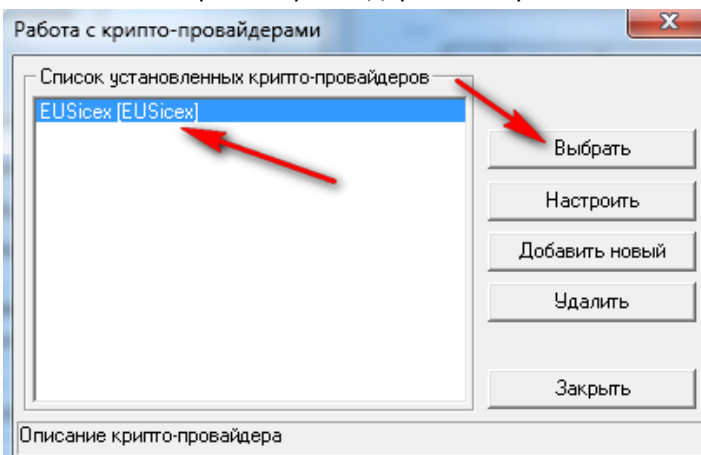 Работа с крипто-провайдерами
Список установленных крипто-провайдеров
EUSicex [EUSicex]
Выбрать
Настроить
Добавить новый
Удалить
Закрыть
Описание крипто-провайдера